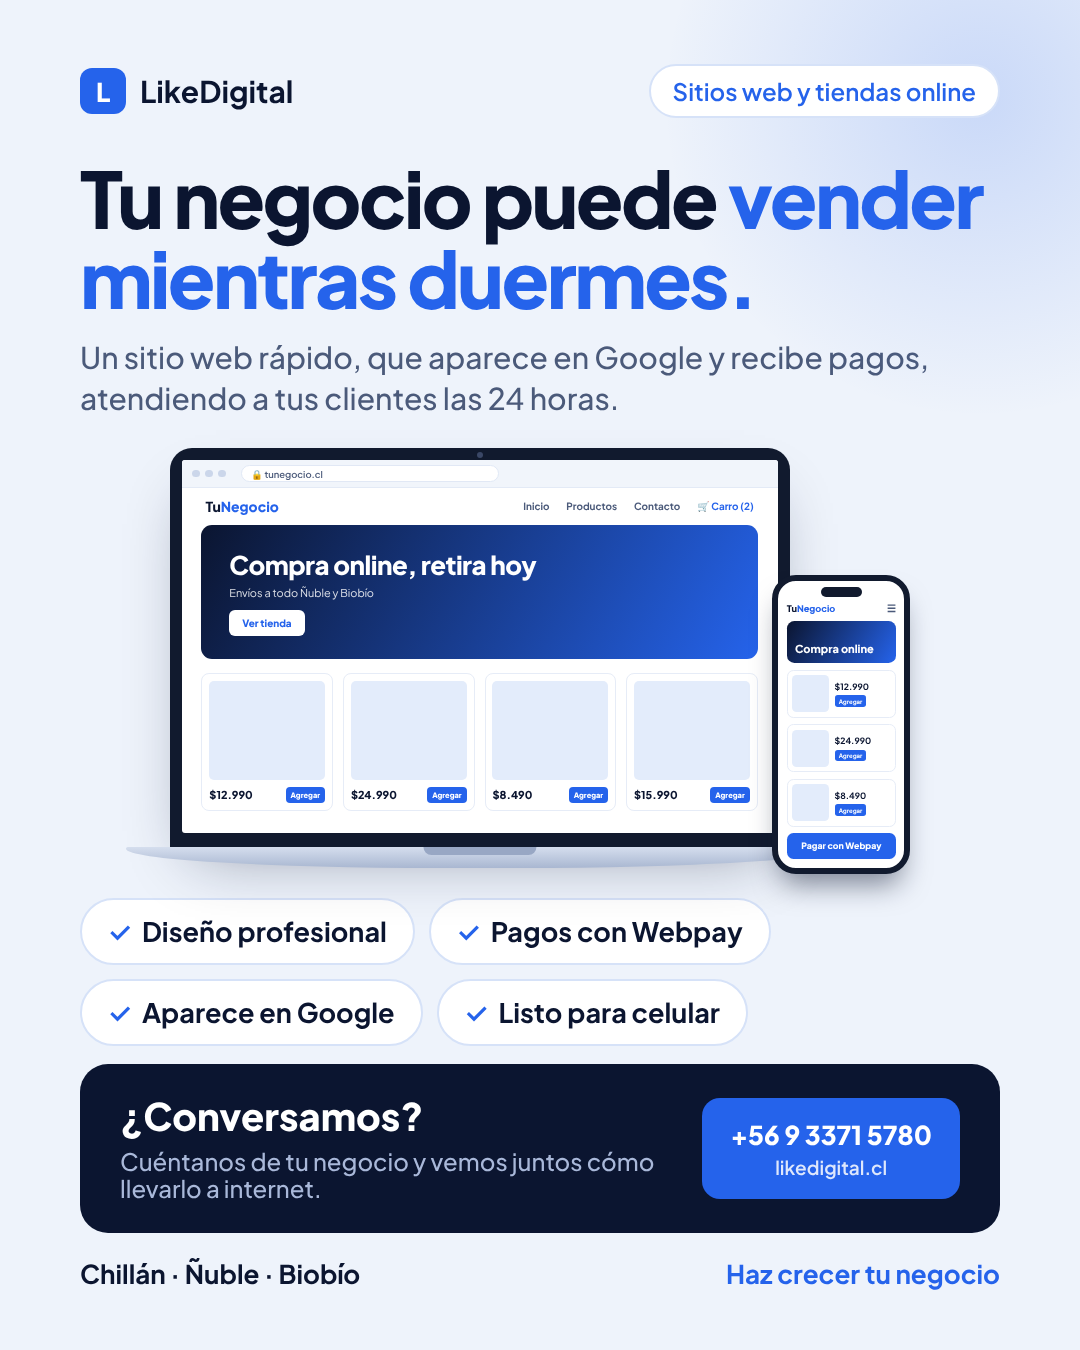 L LikeDigital
Sitios web y tiendas online
Tu negocio puede vender
mientras duermes.
Un sitio web rápido, que aparece en Google y recibe pagos,
atendiendo a tus clientes las 24 horas.
🔒 tunegocio.cl
TuNegocio
Inicio Productos Contacto 🛒 Carro (2)
Compra online, retira hoy
Envíos a todo Ñuble y Biobío
Ver tienda
$12.990 Agregar
$24.990 Agregar
$8.490 Agregar
$15.990 Agregar
TuNegocio
Compra online
$12.990
Agregar
$24.990
Agregar
$8.490
Agregar
Pagar con Webpay
Diseño profesional
Pagos con Webpay
Aparece en Google
Listo para celular
¿Conversamos?
Cuéntanos de tu negocio y vemos juntos cómo
llevarlo a internet.
+56 9 3371 5780
likedigital.cl
Chillán · Ñuble · Biobío
Haz crecer tu negocio